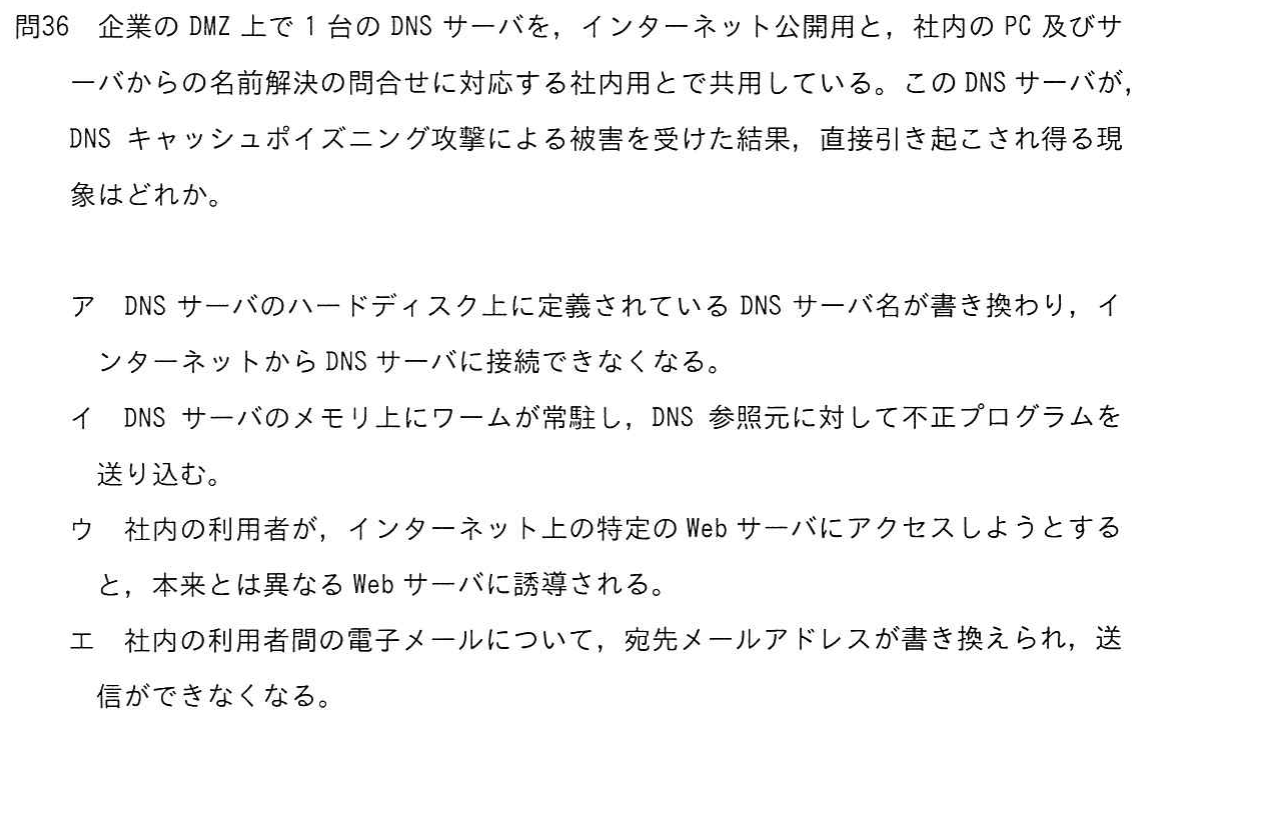 問36　企業の DMZ 上で 1 台の DNS サーバを，インターネット公開用と，社内の PC 及びサ
ーバからの名前解決の問合せに対応する社内用とで共用している。この DNS サーバが，
DNS キャッシュポイズニング攻撃による被害を受けた結果，直接引き起こされ得る現
象はどれか。
ア　DNS サーバのハードディスク上に定義されている DNS サーバ名が書き換わり，イ
ンターネットから DNS サーバに接続できなくなる。
イ　DNS サーバのメモリ上にワームが常駐し，DNS 参照元に対して不正プログラムを
送り込む。
ウ　社内の利用者が，インターネット上の特定の Web サーバにアクセスしようとする
と，本来とは異なる Web サーバに誘導される。
エ　社内の利用者間の電子メールについて，宛先メールアドレスが書き換えられ，送
信ができなくなる。